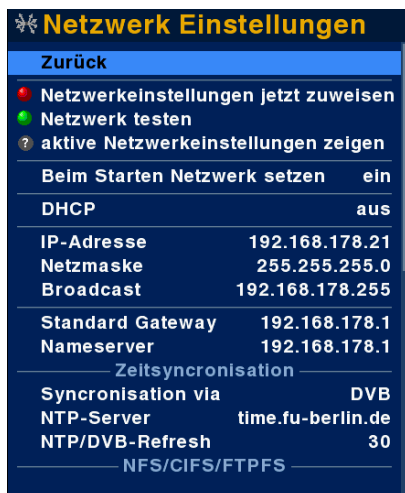 Netzwerk Einstellungen
Zurück
Netzwerkeinstellungen jetzt zuweisen
Netzwerk testen
? aktive Netzwerkeinstellungen zeigen
Beim Starten Netzwerk setzen ein
DHCP aus
IP-Adresse 192.168.178.21
Netzmaske 255.255.255.0
Broadcast 192.168.178.255
Standard Gateway 192.168.178.1
Nameserver 192.168.178.1
Zeitsyncronisation
Syncronisation via DVB
NTP-Server time.fu-berlin.de
NTP/DVB-Refresh 30
NFS/CIFS/FTPFS